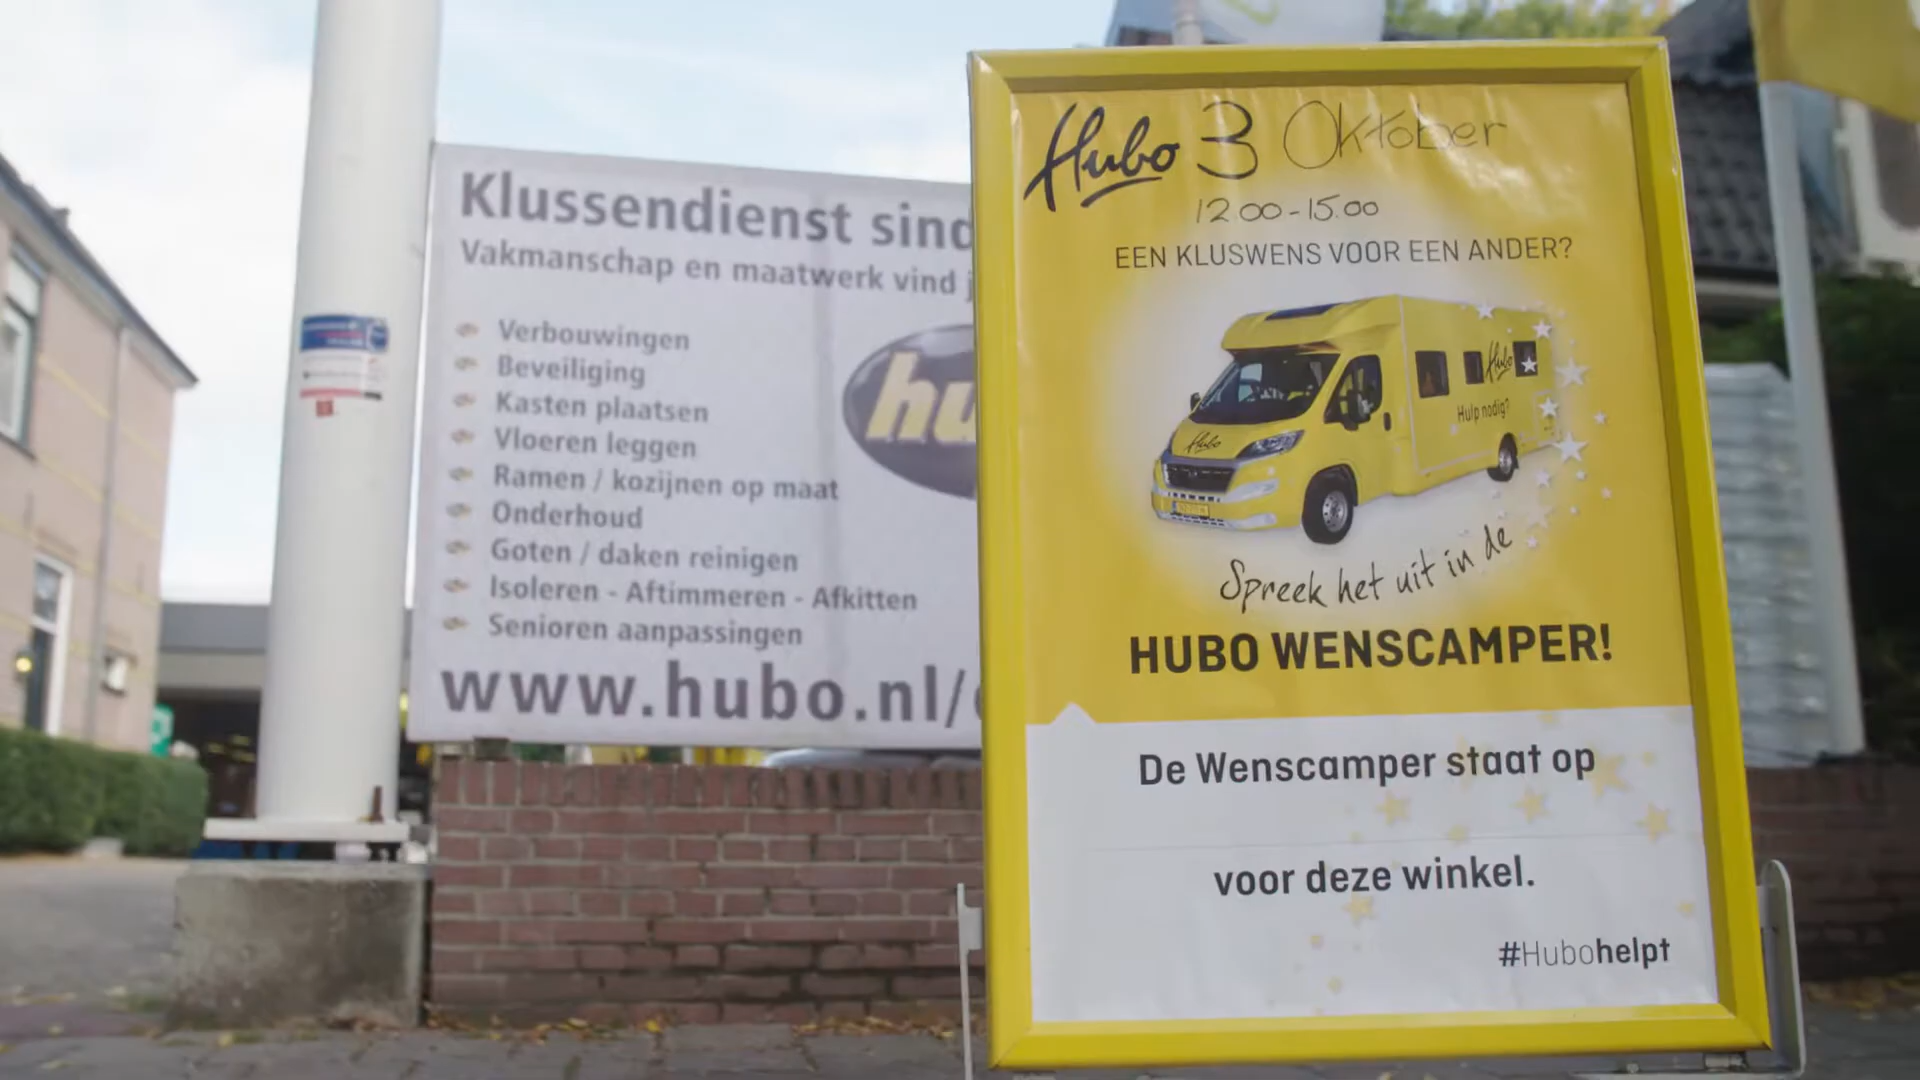 Klussendienst sind
Vakmanschap en maatwerk vind j
Verbouwingen
Beveiliging
Kasten plaatsen
Vloeren leggen
Ramen / kozijnen op maat
Onderhoud
Goten / daken reinigen
Isoleren - Aftimmeren - Afkitten
Senioren aanpassingen
www.hubo.nl/
hu
Hubo 3 Oktober
12.00-15.00
EEN KLUSWENS VOOR EEN ANDER?
Hubo
Hulp nodig?
Hubo
Spreek het uit in de
HUBO WENSCAMPER!
De Wenscamper staat op
voor deze winkel.
#Hubohelpt